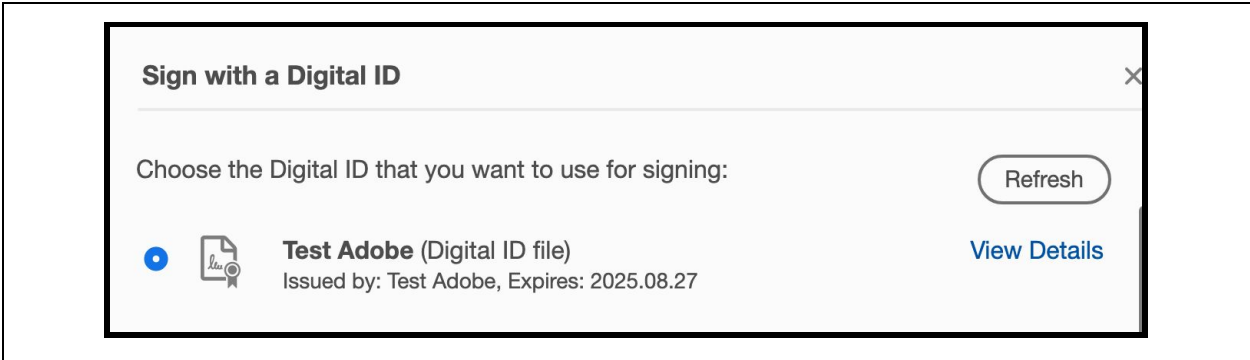 Sign with a Digital ID
Choose the Digital ID that you want to use for signing:
Refresh
Test Adobe (Digital ID file)
View Details
Issued by: Test Adobe, Expires: 2025.08.27